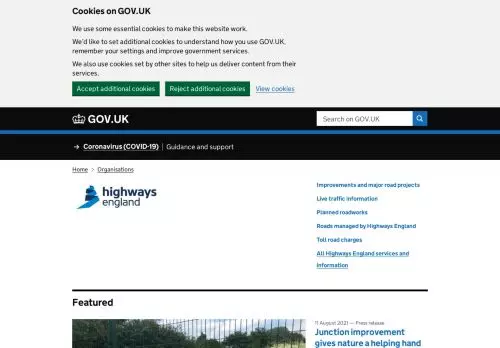 Cookies on GOV.UK
We use some essential cookies to make this website work.
We'd like to set additional cookies to understand how you use GOV.UK,
remember your settings and improve government services.
We also use cookies set by other sites to help us deliver content from their
services.
Accept additional cookies
Reject additional cookies
View cookies
GOV.UK
Search on GOV.UK
→ Coronavirus (COVID-19) | Guidance and support
Home > Organisations
highways
england
Improvements and major road projects
Live traffic information
Planned roadworks
Roads managed by Highways England
Toll road charges
All Highways England services and
information
Featured
11 August 2021 — Press release
Junction improvement
gives nature a helping hand